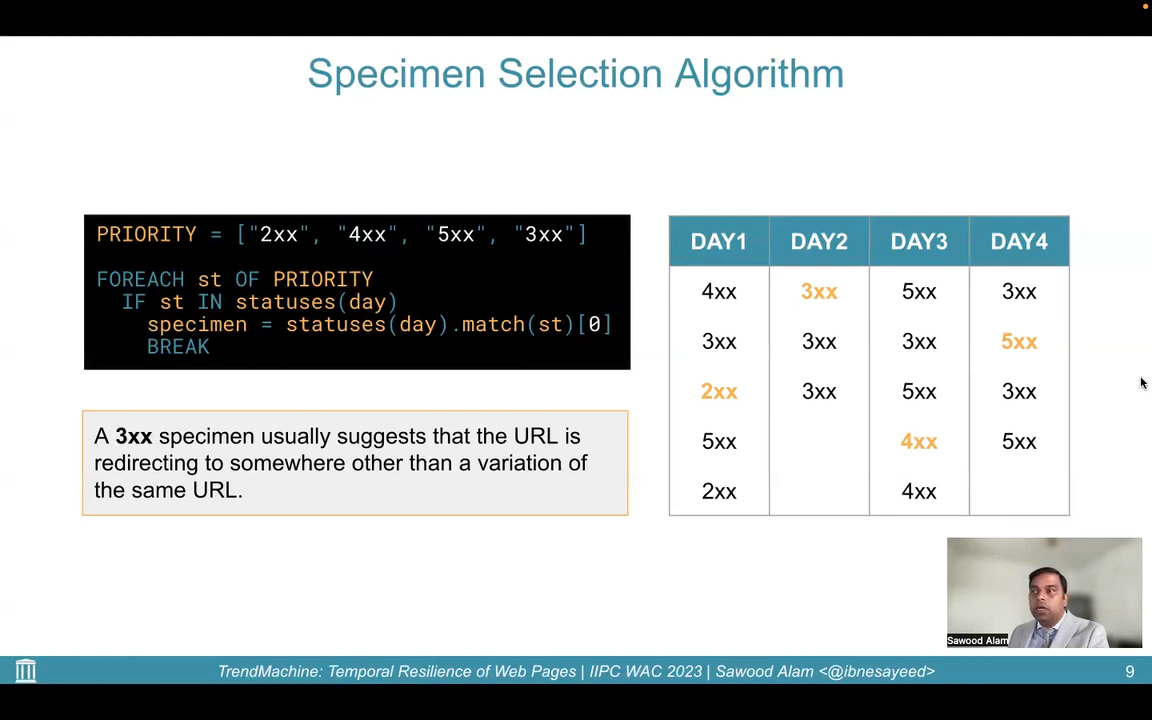 Specimen Selection Algorithm
PRIORITY = ["2xx", "4xx", "5xx", "3xx"]
FOREACH st OF PRIORITY
IF st IN statuses(day)
specimen = statuses(day).match(st)[0]
BREAK
A 3xx specimen usually suggests that the URL is
redirecting to somewhere other than a variation of
the same URL.
DAY1 DAY2 DAY3 DAY4
4xx 3xx 5xx 3xx
3xx 3xx 3xx 5xx
2xx 3xx 5xx 3xx
5xx 4xx 5xx
2xx 4xx
Sawood Alam
TrendMachine: Temporal Resilience of Web Pages | IIPC WAC 2023 | Sawood Alam <@ibnesayeed>
9